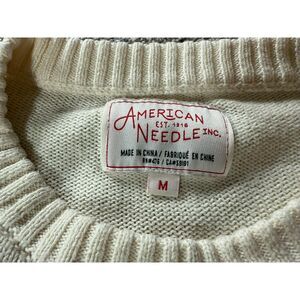 AMERICAN
EST. 1918
NEEDLE INC.
MADE IN CHINA / FABRIQUÉ EN CHINE
M